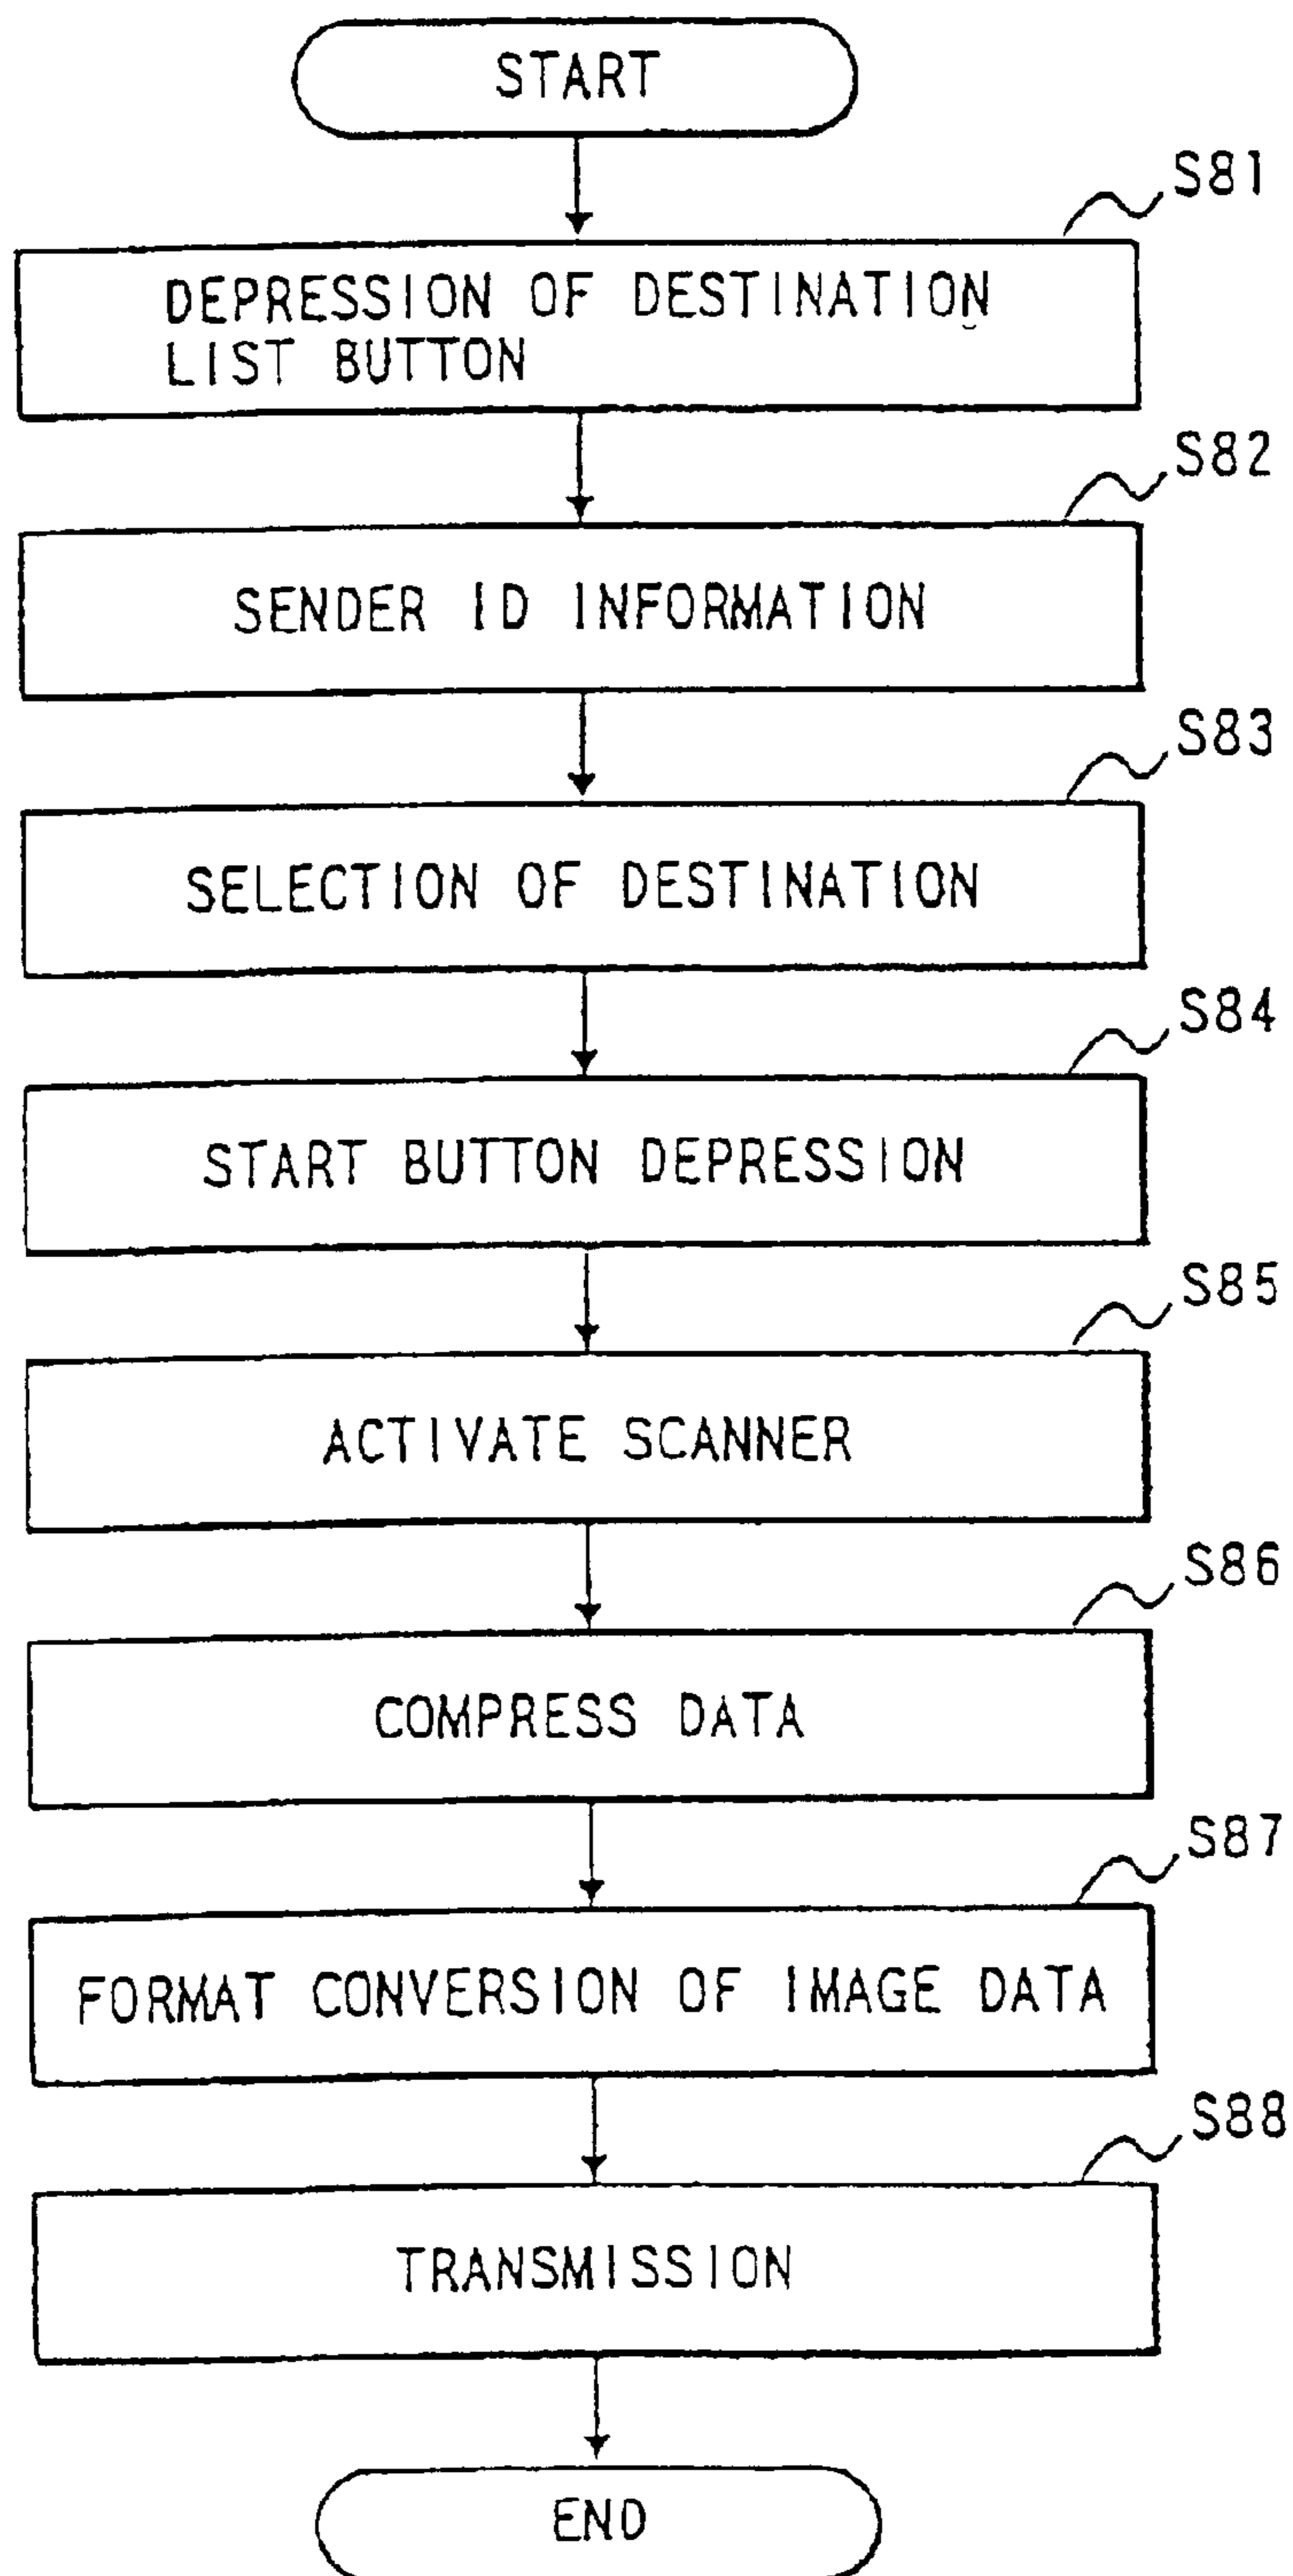 START
S81
DEPRESSION OF DESTINATION
LIST BUTTON
S82
SENDER ID INFORMATION
S83
SELECTION OF DESTINATION
S84
START BUTTON DEPRESSION
S85
ACTIVATE SCANNER
S86
COMPRESS DATA
S87
FORMAT CONVERSION OF IMAGE DATA
S88
TRANSMISSION
END